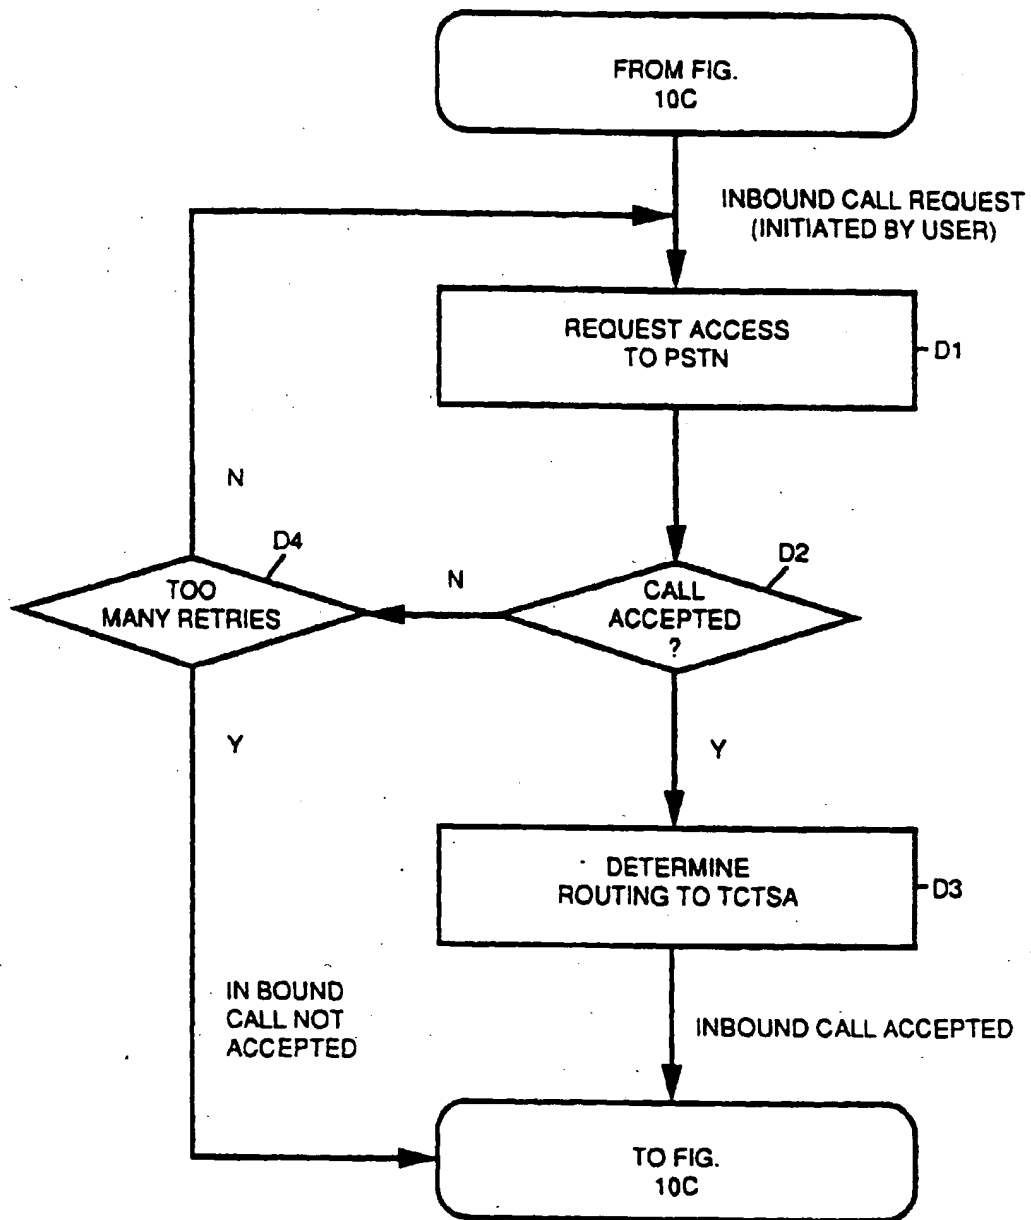 FROM FIG.
10C
INBOUND CALL REQUEST
(INITIATED BY USER)
REQUEST ACCESS
TO PSTN
D1
N
D4
D2
TOO
MANY RETRIES
N
CALL
ACCEPTED
?
Y
Y
DETERMINE
ROUTING TO TCTSA
D3
IN BOUND
CALL NOT
ACCEPTED
INBOUND CALL ACCEPTED
TO FIG.
10C